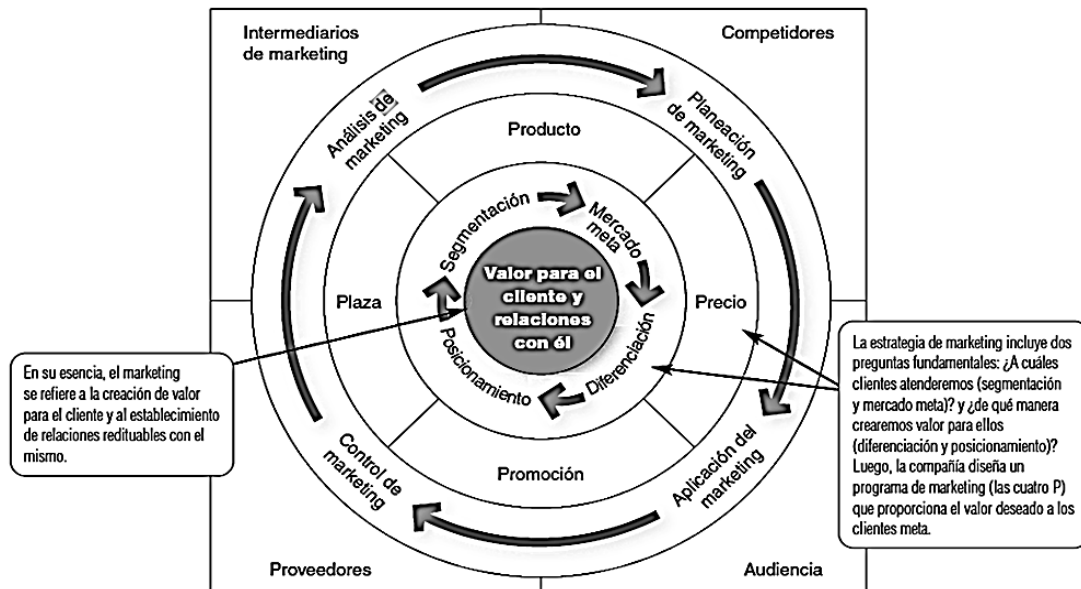 Intermediarios
de marketing
Competidores
Análisis de
marketing
Planeación
de marketing
Producto
Segmentación
Mercado
meta
Valor para el
cliente y
relaciones
con él
Plaza
Precio
Posicionamiento
Diferenciación
En su esencia, el marketing
se refiere a la creación de valor
para el cliente y al establecimiento
de relaciones redituables con el
mismo.
La estrategia de marketing incluye dos
preguntas fundamentales: ¿A cuáles
clientes atenderemos (segmentación
y mercado meta)? y ¿de qué manera
crearemos valor para ellos
(diferenciación y posicionamiento)?
Luego, la compañía diseña un
programa de marketing (las cuatro P)
que proporciona el valor deseado a los
clientes meta.
Control de
marketing
Promoción
Aplicación del
marketing
Proveedores
Audiencia